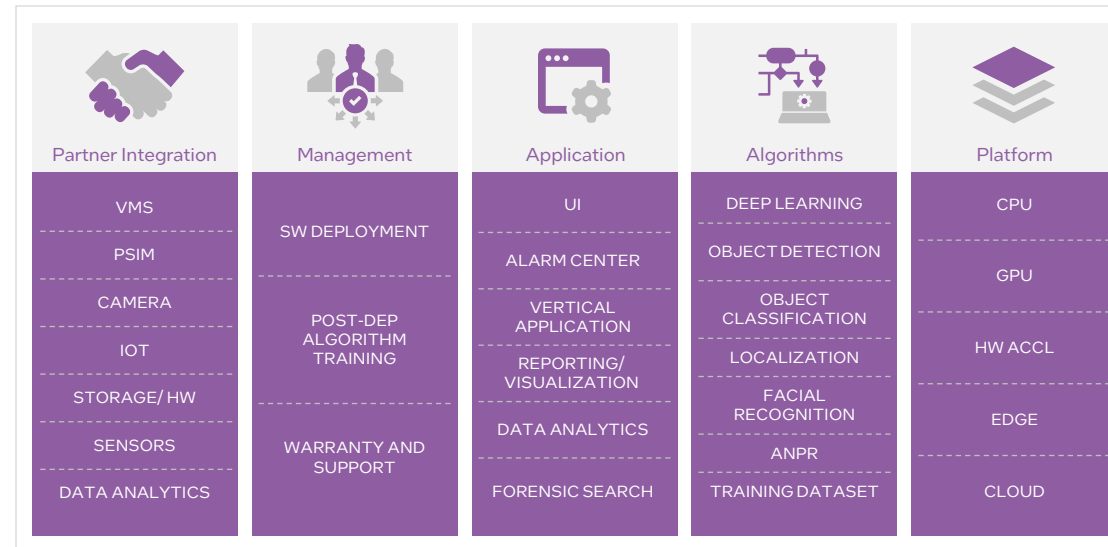 Partner Integration
VMS
PSIM
CAMERA
IOT
STORAGE/ HW
SENSORS
DATA ANALYTICS
Management
SW DEPLOYMENT
POST-DEP
ALGORITHM
TRAINING
WARRANTY AND
SUPPORT
Application
UI
ALARM CENTER
VERTICAL
APPLICATION
REPORTING/
VISUALIZATION
DATA ANALYTICS
FORENSIC SEARCH
Algorithms
DEEP LEARNING
OBJECT DETECTION
OBJECT
CLASSIFICATION
LOCALIZATION
FACIAL
RECOGNITION
ANPR
TRAINING DATASET
Platform
CPU
GPU
HW ACCL
EDGE
CLOUD